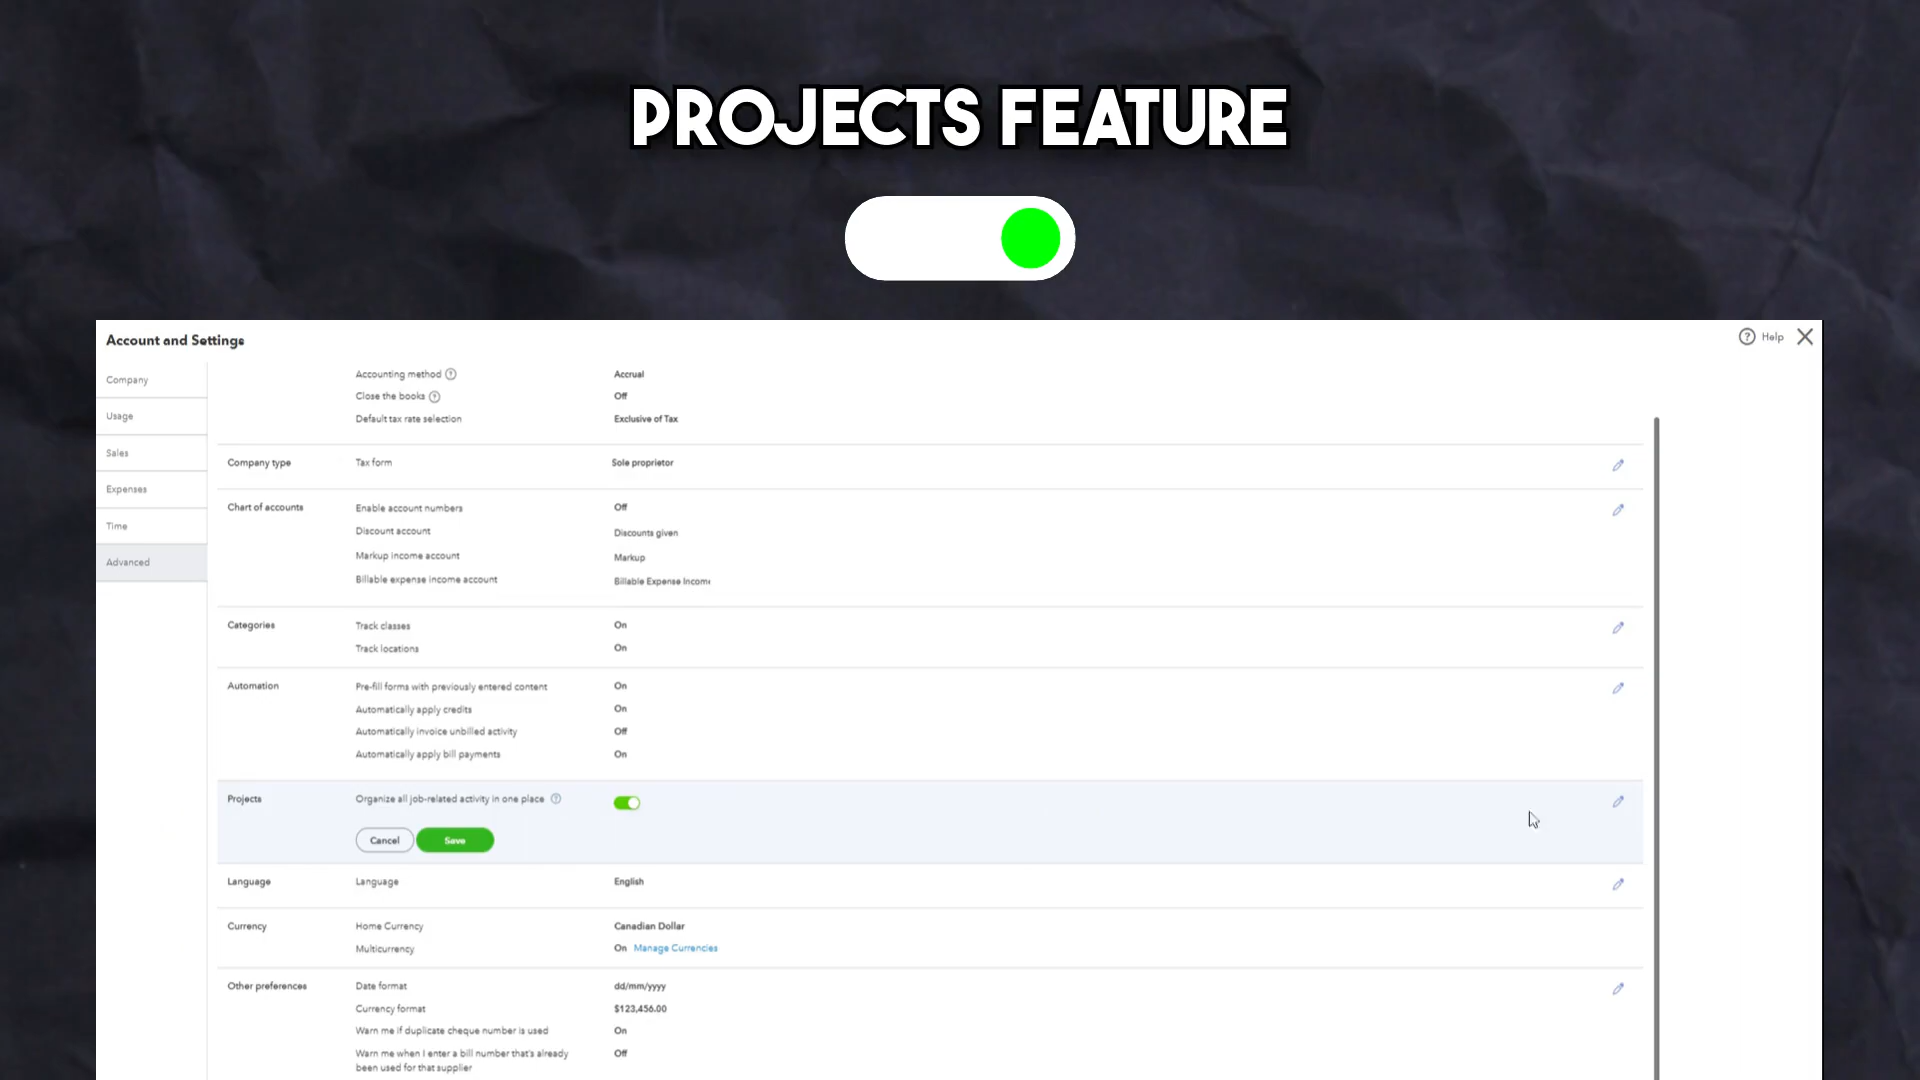 PROJECTS FEATURE
Account and Settings
Help
Company
Usage
Sales
Expenses
Time
Advanced
Accounting method Accrual
Close the books Off
Default tax rate selection Exclusive of Tax
Company type Tax form Sole proprietor
Chart of accounts Enable account numbers Off
Discount account Discounts given
Markup income account Markup
Billable expense income account Billable Expense Income
Categories Track classes On
Track locations On
Automation Pre-fill forms with previously entered content On
Automatically apply credits On
Automatically invoice unbilled activity Off
Automatically apply bill payments On
Projects Organize all job-related activity in one place
Cancel Save
Language Language English
Currency Home Currency Canadian Dollar
Multicurrency On Manage Currencies
Other preferences Date format dd/mm/yyyy
Currency format $123,456.00
Warn me if duplicate cheque number is used On
Warn me when I enter a bill number that's already Off
been used for that supplier